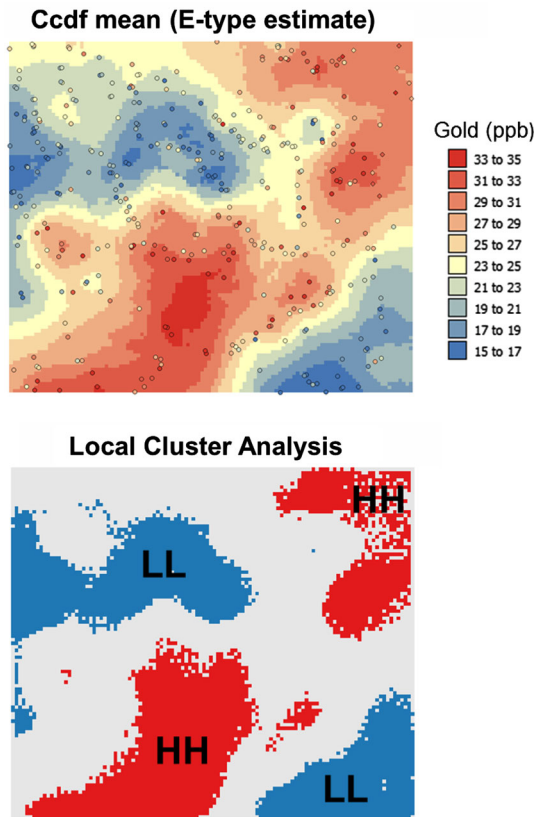 Ccdf mean (E-type estimate)
Gold (ppb)
33 to 35
31 to 33
29 to 31
27 to 29
25 to 27
23 to 25
21 to 23
19 to 21
17 to 19
15 to 17
Local Cluster Analysis
HH
LL
HH
LL